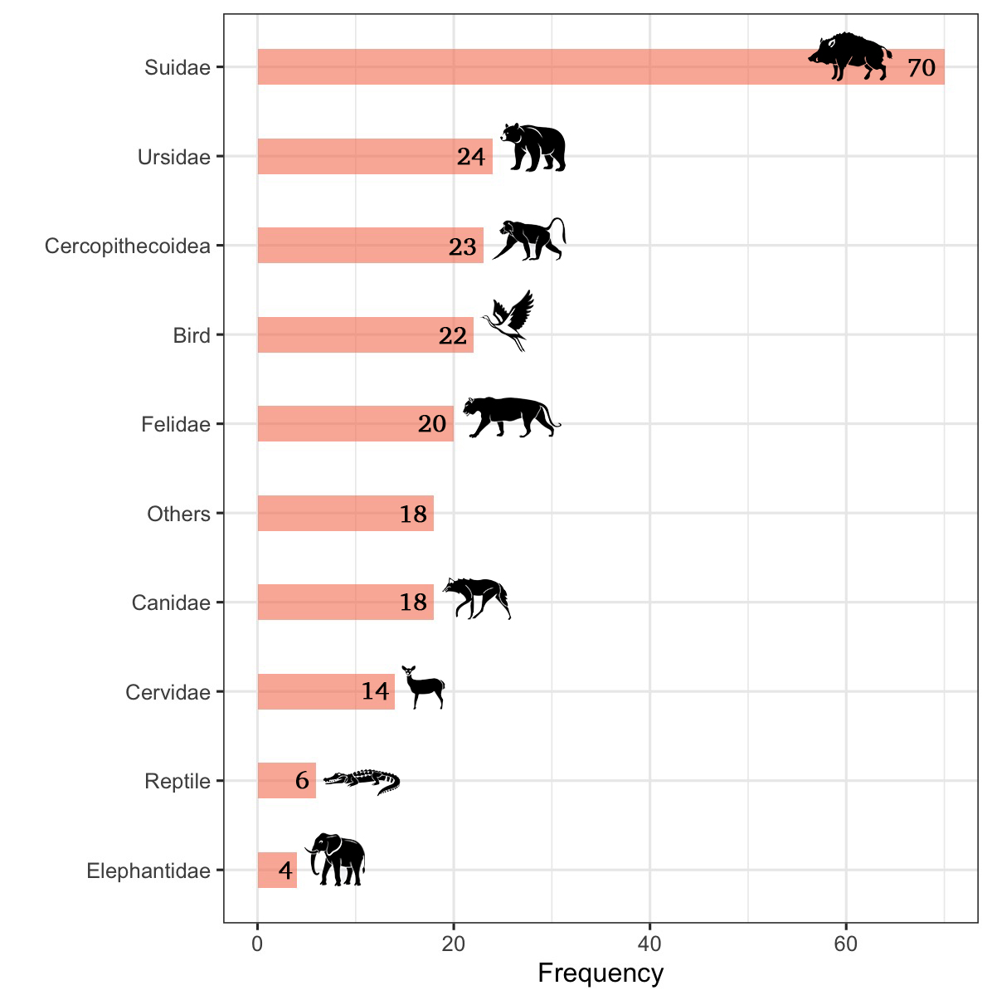 Suidae 70
Ursidae 24
Cercopithecoidea 23
Bird 22
Felidae 20
Others 18
Canidae 18
Cervidae 14
Reptile 6
Elephantidae 4
0 20 40 60
Frequency